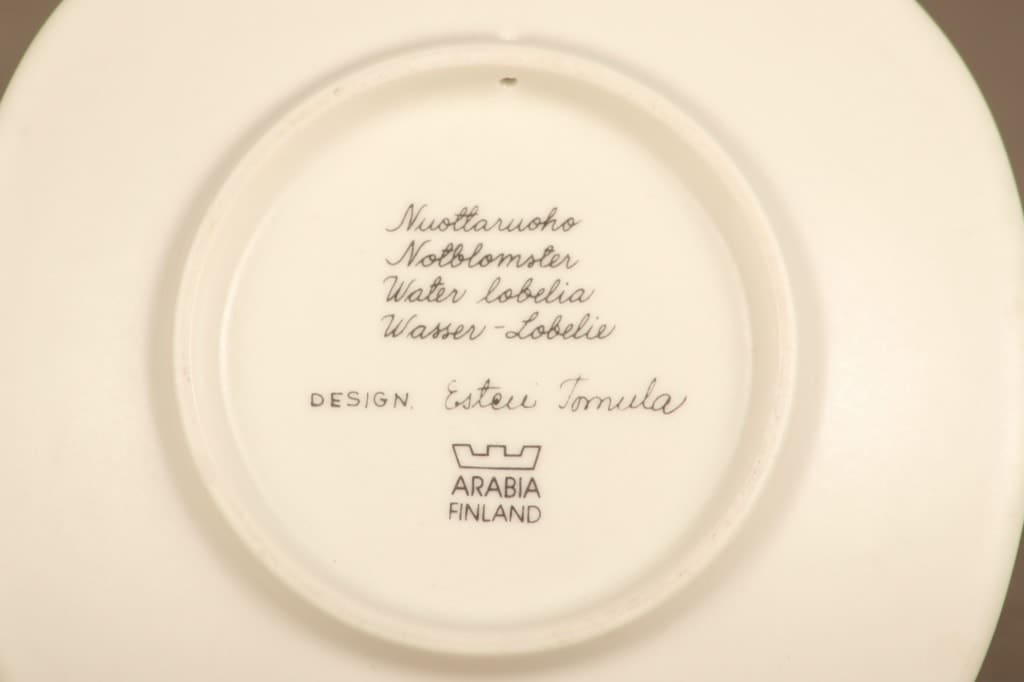 Nuottaruoho
Notblomster
Water lobelia
Wasser-Lobelie
DESIGN. Esteri Tomula
ARABIA
FINLAND